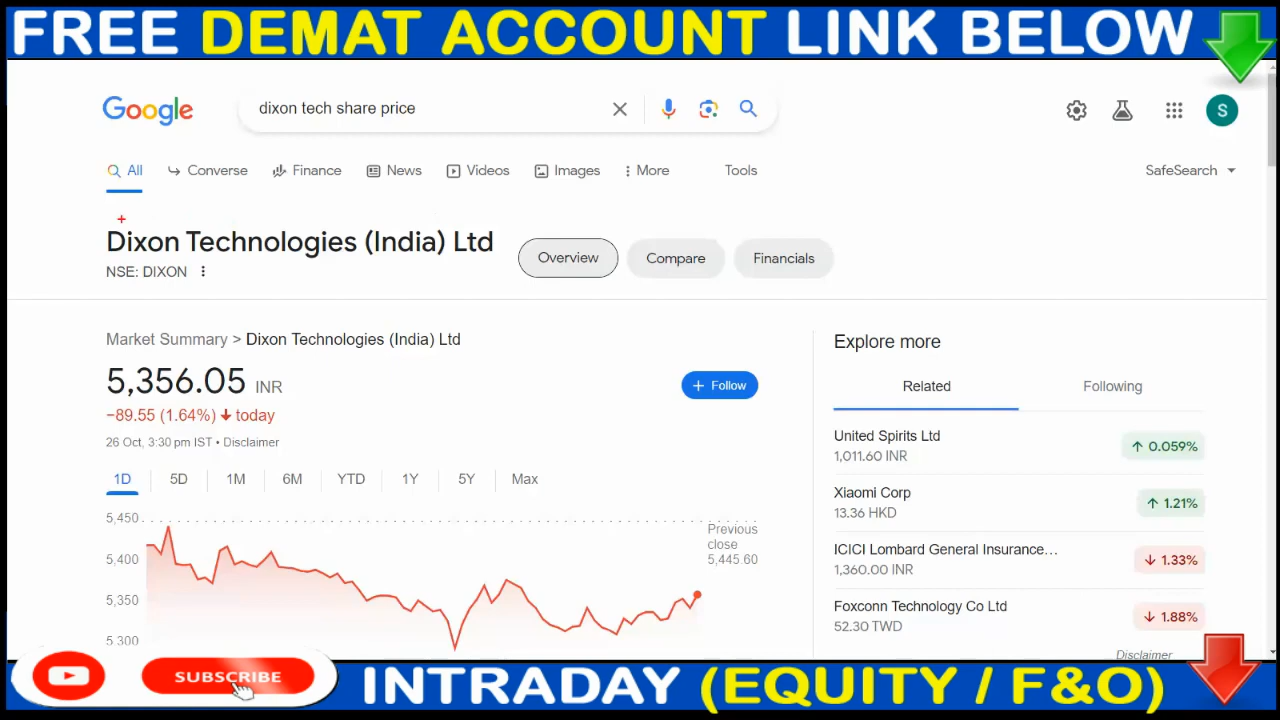 FREE DEMAT ACCOUNT LINK BELOW
Google
dixon tech share price
S
All
Converse
Finance
News
Videos
Images
More
Tools
SafeSearch
Dixon Technologies (India) Ltd
NSE: DIXON
Overview
Compare
Financials
Market Summary > Dixon Technologies (India) Ltd
5,356.05 INR
−89.55 (1.64%) today
26 Oct, 3:30 pm IST • Disclaimer
+ Follow
1D
5D
1M
6M
YTD
1Y
5Y
Max
5,450
5,400
5,350
5,300
Previous
close
5,445.60
Explore more
Related
Following
United Spirits Ltd
1,011.60 INR
0.059%
Xiaomi Corp
13.36 HKD
1.21%
ICICI Lombard General Insurance…
1,360.00 INR
1.33%
Foxconn Technology Co Ltd
52.30 TWD
1.88%
Disclaimer
SUBSCRIBE
INTRADAY (EQUITY / F&O)